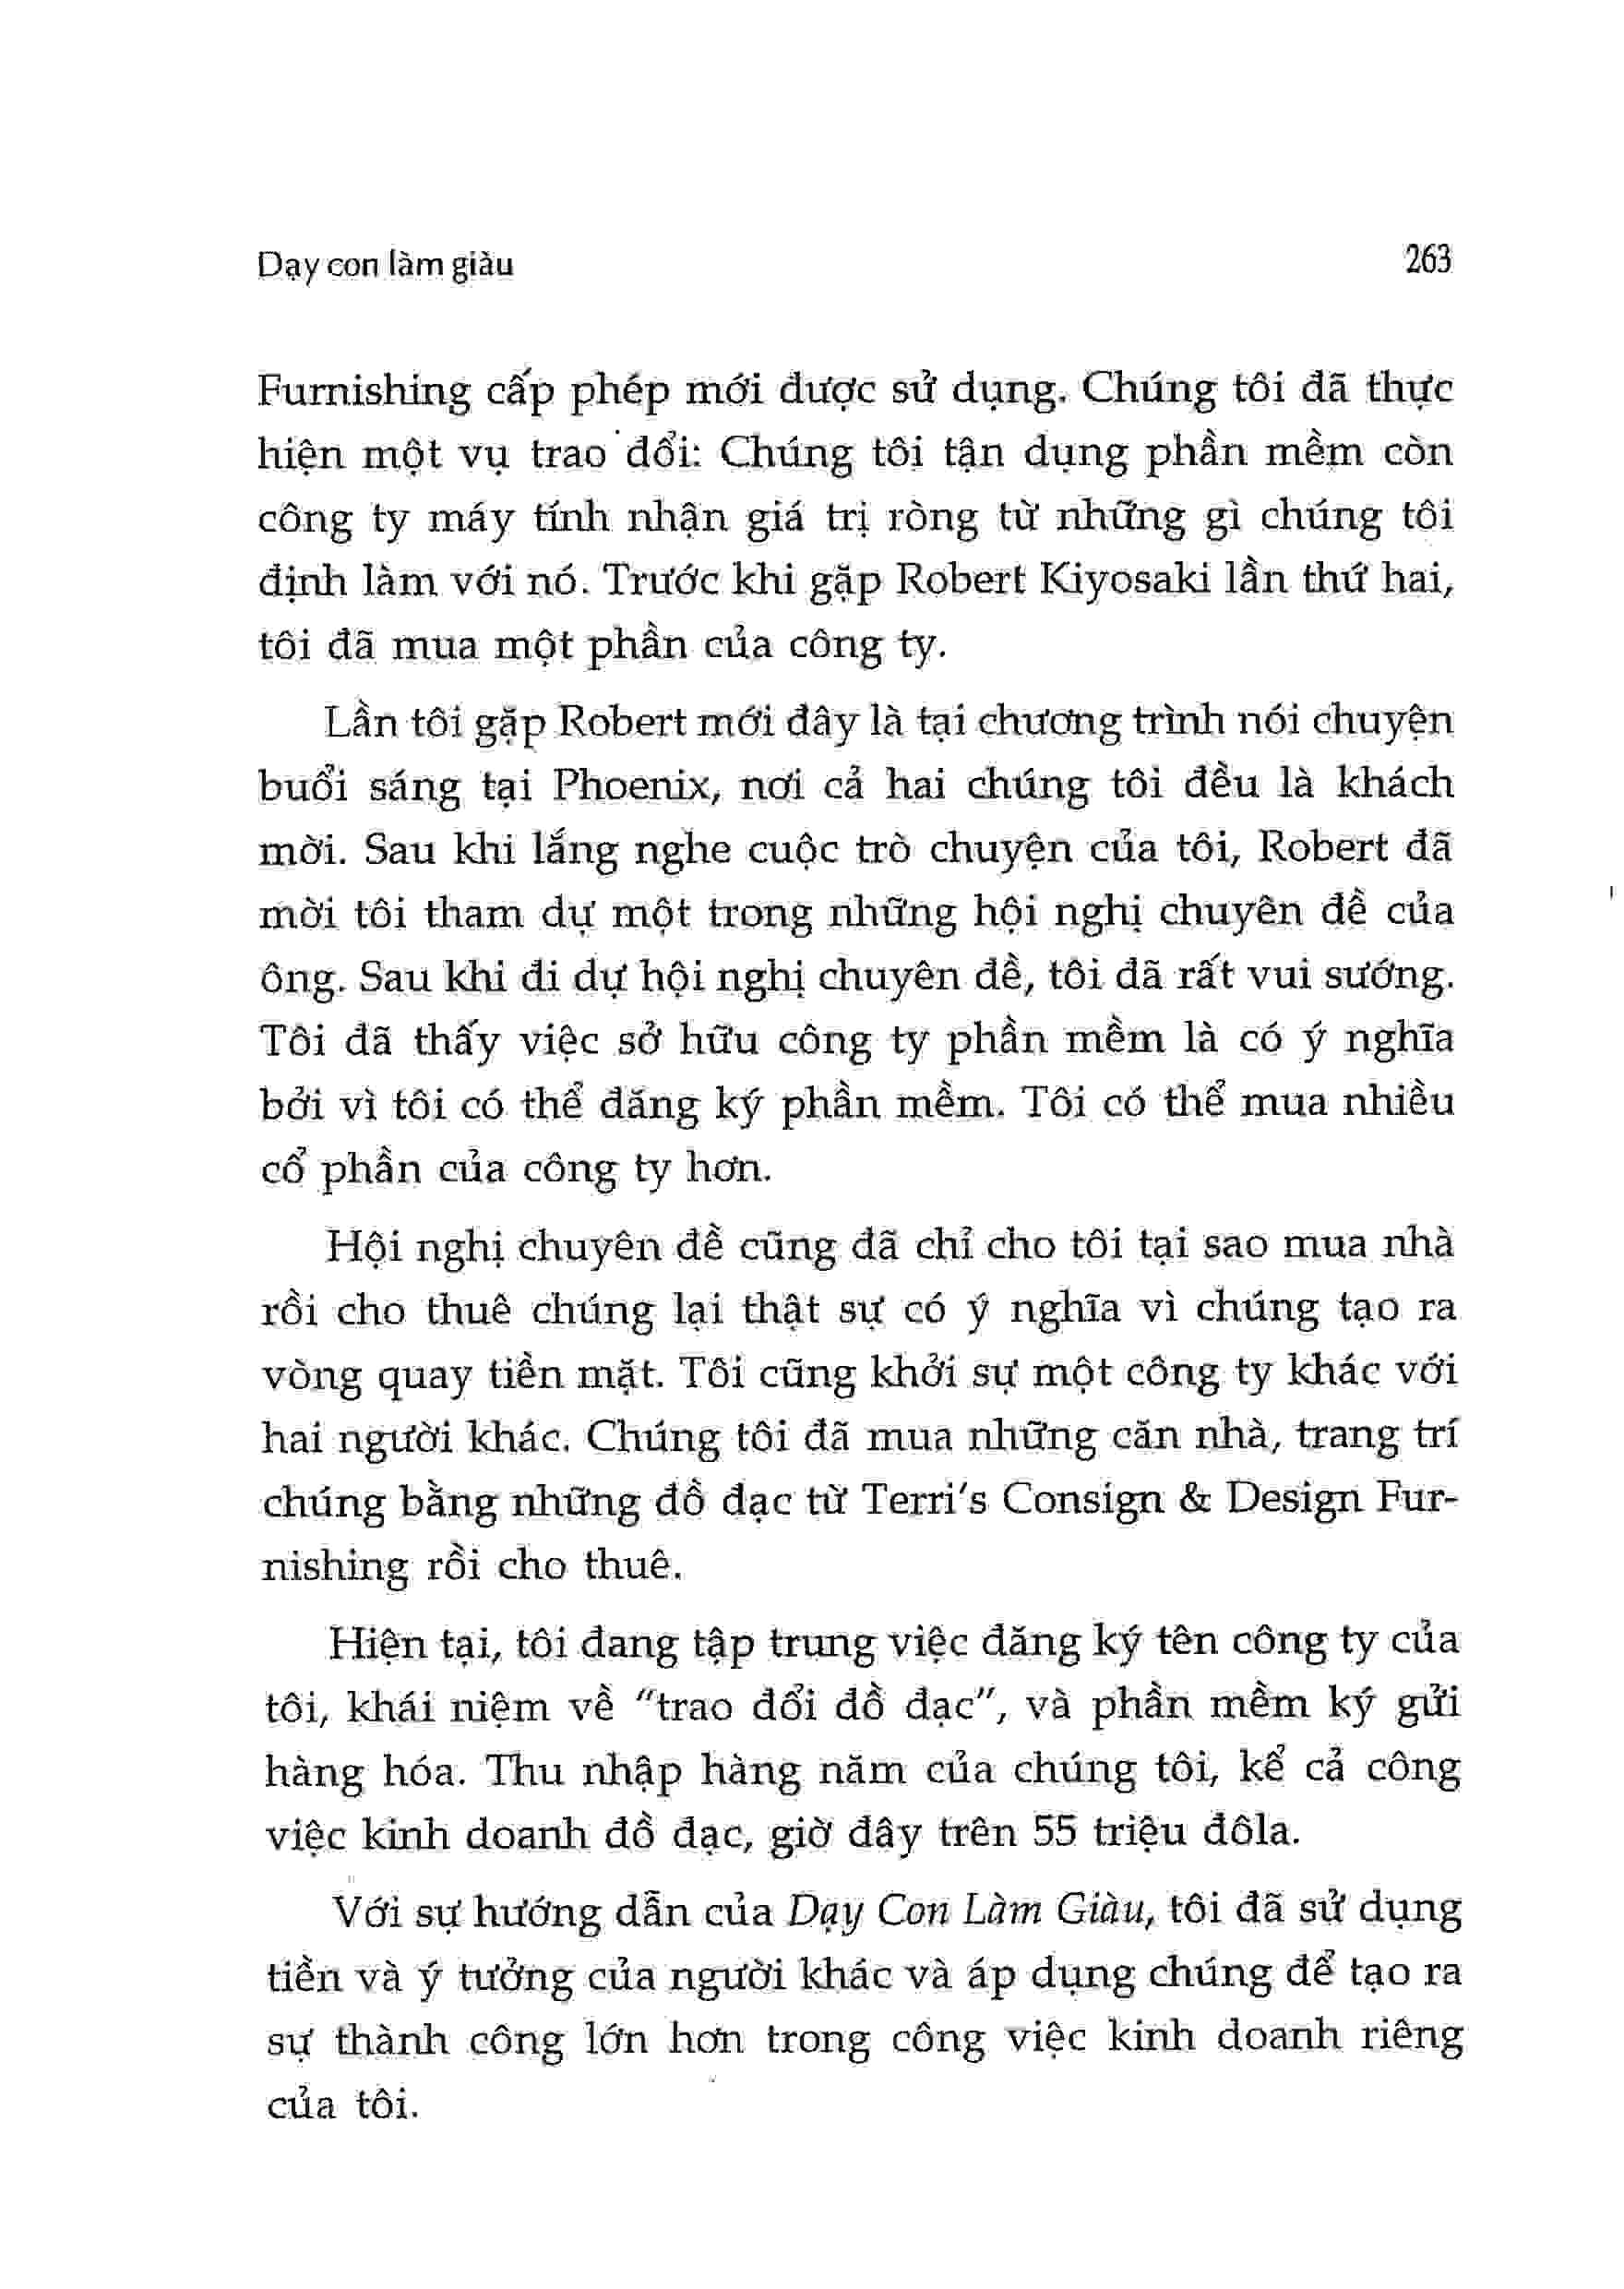 Dạy con làm giàu 263
Furnishing cấp phép mới được sử dụng. Chúng tôi đã thực
hiện một vụ trao đổi: Chúng tôi tận dụng phần mềm còn
công ty máy tính nhận giá trị ròng từ những gì chúng tôi
định làm với nó. Trước khi gặp Robert Kiyosaki lần thứ hai,
tôi đã mua một phần của công ty.
Lần tôi gặp Robert mới đây là tại chương trình nói chuyện
buổi sáng tại Phoenix, nơi cả hai chúng tôi đều là khách
mời. Sau khi lắng nghe cuộc trò chuyện của tôi, Robert đã
mời tôi tham dự một trong những hội nghị chuyên đề của
ông. Sau khi đi dự hội nghị chuyên đề, tôi đã rất vui sướng.
Tôi đã thấy việc sở hữu công ty phần mềm là có ý nghĩa
bởi vì tôi có thể đăng ký phần mềm. Tôi có thể mua nhiều
cổ phần của công ty hơn.
Hội nghị chuyên đề cũng đã chỉ cho tôi tại sao mua nhà
rồi cho thuê chúng lại thật sự có ý nghĩa vì chúng tạo ra
vòng quay tiền mặt. Tôi cũng khởi sự một công ty khác với
hai người khác. Chúng tôi đã mua những căn nhà, trang trí
chúng bằng những đồ đạc từ Terri's Consign & Design Fur-
nishing rồi cho thuê.
Hiện tại, tôi đang tập trung việc đăng ký tên công ty của
tôi, khái niệm về "trao đổi đồ đạc", và phần mềm ký gửi
hàng hóa. Thu nhập hàng năm của chúng tôi, kể cả công
việc kinh doanh đồ đạc, giờ đây trên 55 triệu đôla.
Với sự hướng dẫn của Dạy Con Làm Giàu, tôi đã sử dụng
tiền và ý tưởng của người khác và áp dụng chúng để tạo ra
sự thành công lớn hơn trong công việc kinh doanh riêng
của tôi.